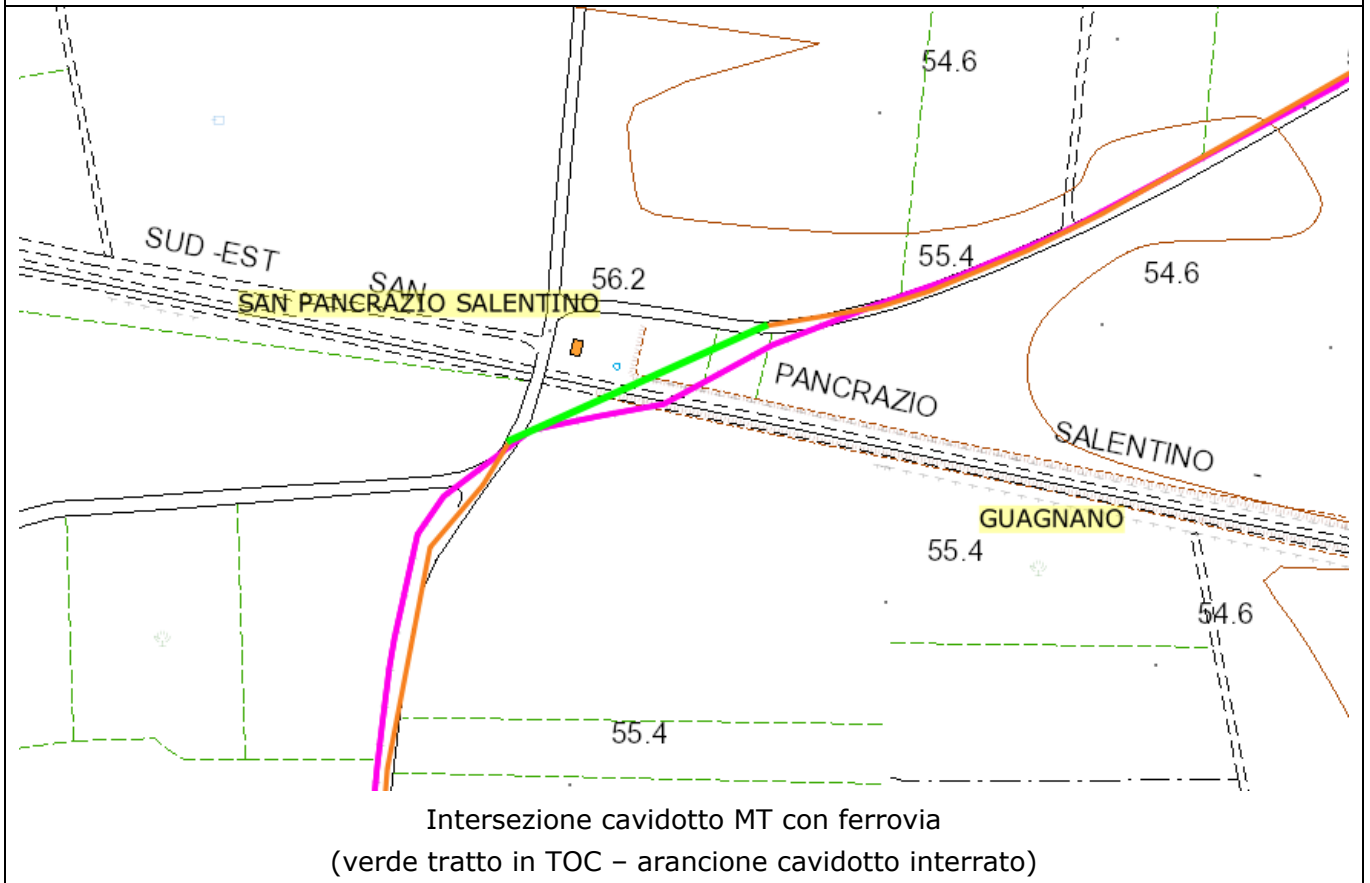 54.6
SUD -EST
SAN
56.2
55.4
54.6
SAN PANCRAZIO SALENTINO
PANCRAZIO
SALENTINO -
GUAGNANO
55.4
54.6
55.4
Intersezione cavidotto MT con ferrovia
(verde tratto in TOC – arancione cavidotto interrato)